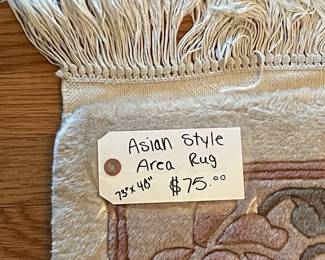 Asian Style
Area Rug
73" x 48" $75.00